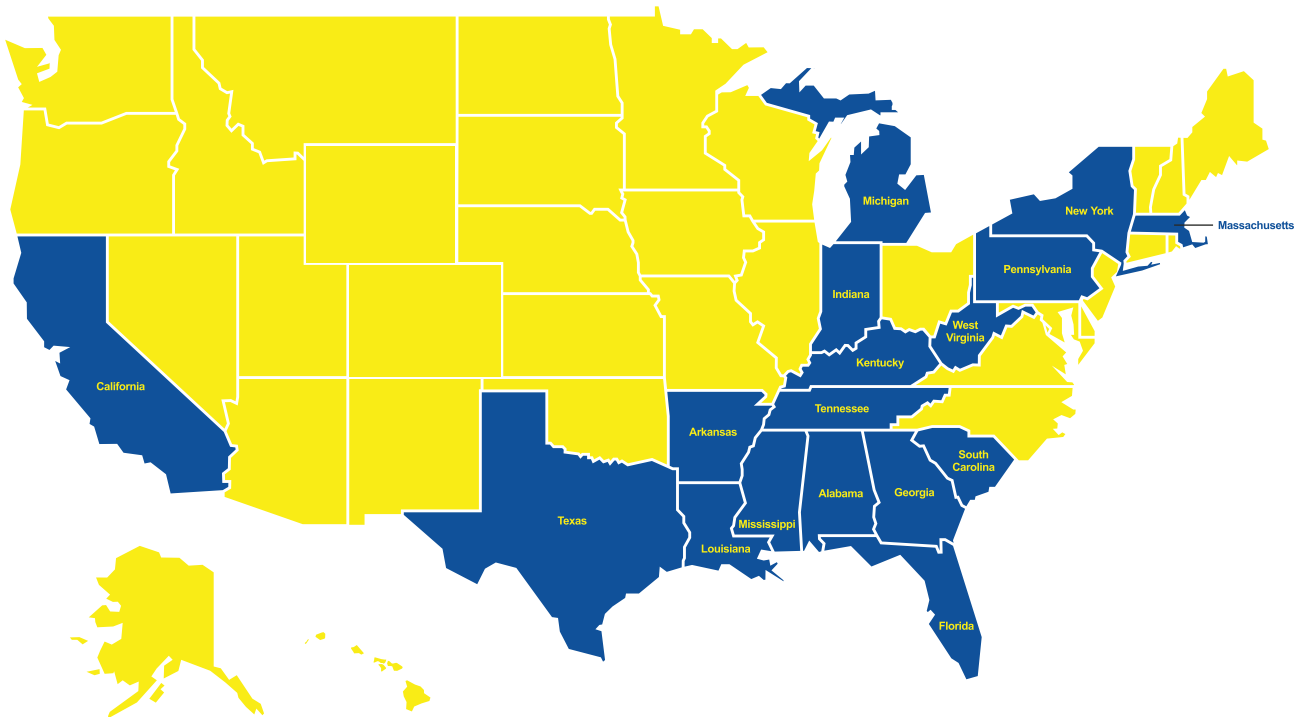 Michigan
New York
Massachusetts
Pennsylvania
Indiana
West
Virginia
Kentucky
California
Tennessee
Arkansas
South
Carolina
Alabama
Georgia
Texas
Mississippi
Louisiana
Florida